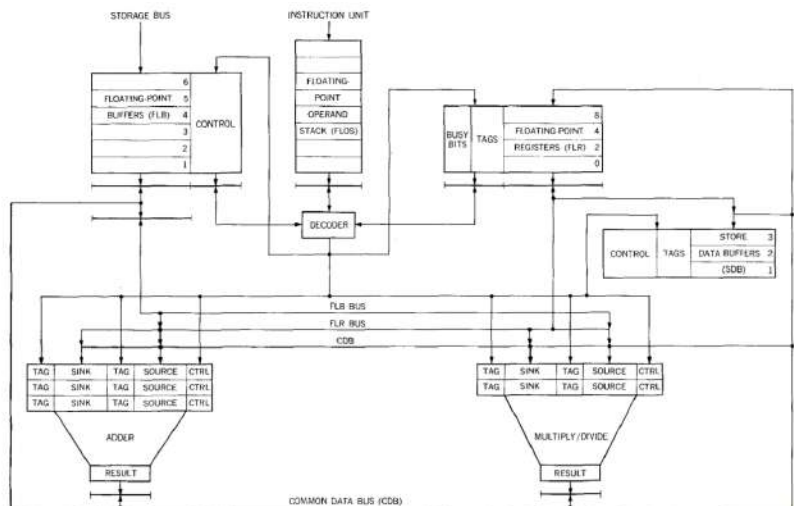 STORAGE BUS
INSTRUCTION UNIT
6
FLOATING-POINT 5
BUFFERS (FLB) 4
3
2
1
CONTROL
FLOATING
POINT
OPERAND
STACK (FLOS)
BUSY
BITS
TAGS
8
FLOATING-POINT 4
REGISTERS (FLR) 2
0
DECODER
CONTROL
TAGS
STORE 3
DATA BUFFERS 2
(SDB) 1
FLB BUS
FLR BUS
CDB
TAG SINK TAG SOURCE CTRL
TAG SINK TAG SOURCE CTRL
TAG SINK TAG SOURCE CTRL
ADDER
RESULT
TAG SINK TAG SOURCE CTRL
TAG SINK TAG SOURCE CTRL
MULTIPLY/DIVIDE
RESULT
COMMON DATA BUS (CDB)